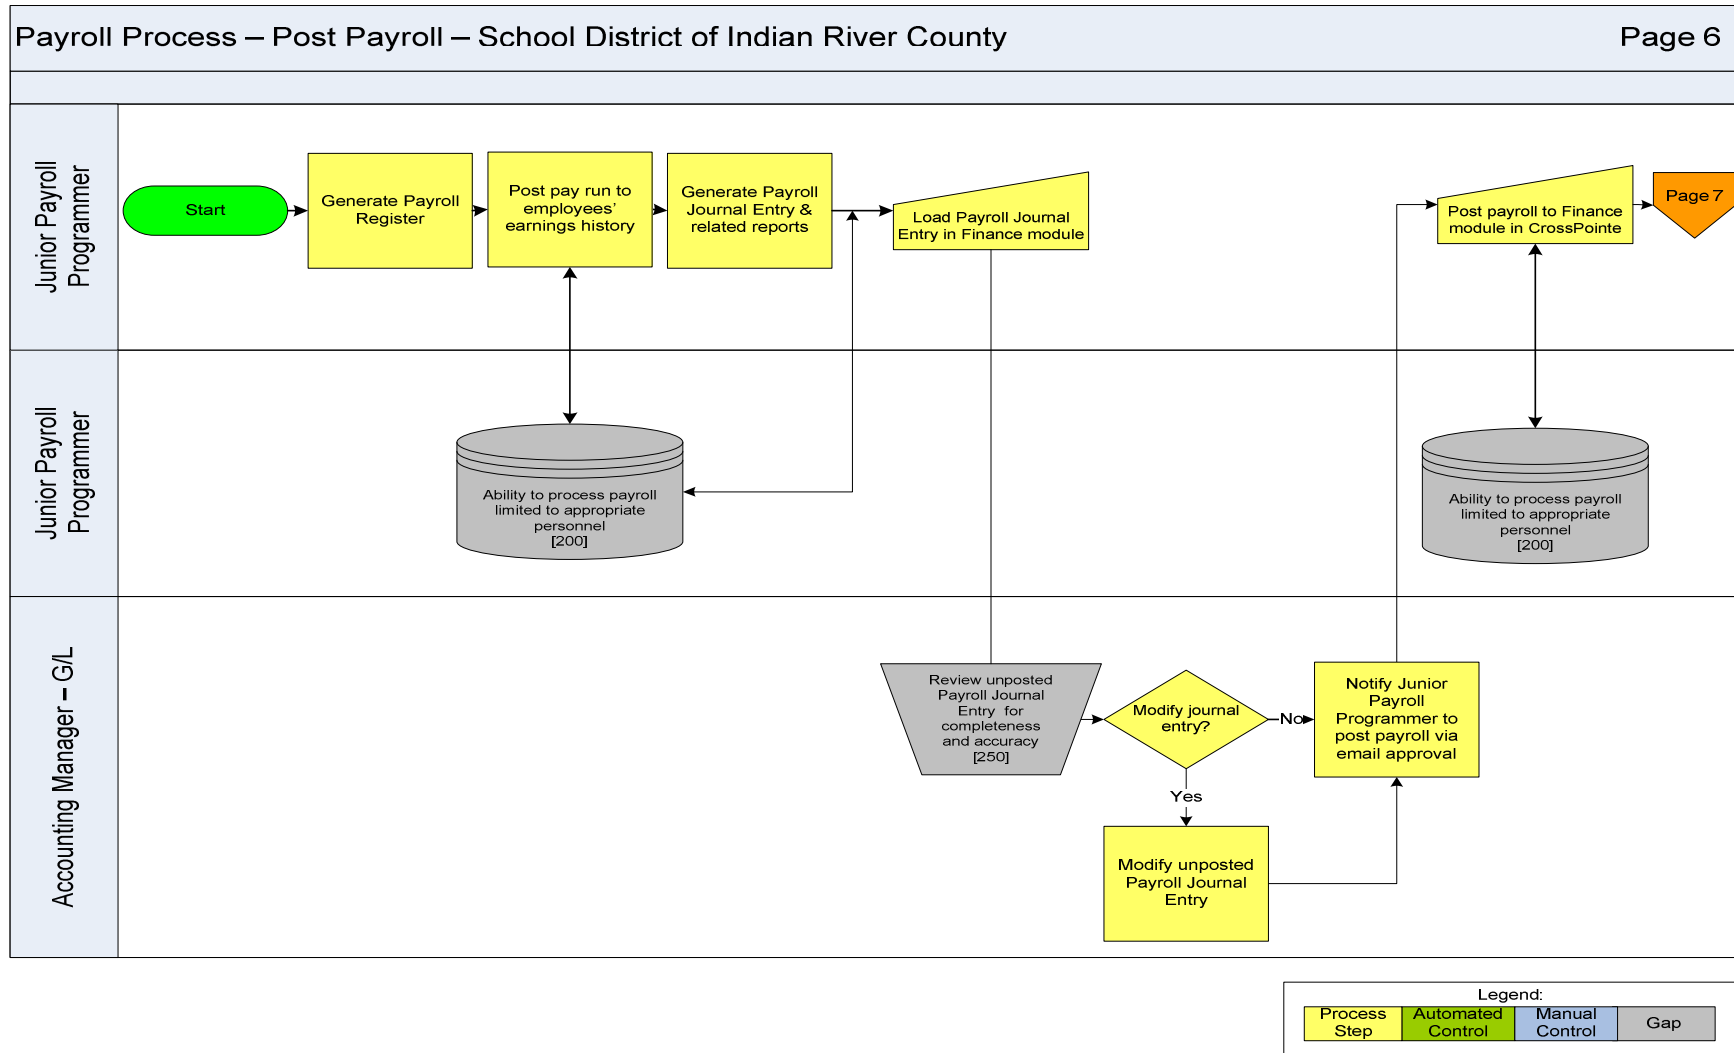 Payroll Process – Post Payroll – School District of Indian River County
Page 6
Junior Payroll
Programmer
Start
Generate Payroll
Register
Post pay run to
employees’
earnings history
Generate Payroll
Journal Entry &
related reports
Load Payroll Journal
Entry in Finance module
Post payroll to Finance
module in CrossPointe
Page 7
Junior Payroll
Programmer
Ability to process payroll
limited to appropriate
personnel
[200]
Ability to process payroll
limited to appropriate
personnel
[200]
Accounting Manager – G/L
Review unposted
Payroll Journal
Entry for
completeness
and accuracy
[250]
Modify journal
entry?
No
Notify Junior
Payroll
Programmer to
post payroll via
email approval
Yes
Modify unposted
Payroll Journal
Entry
Legend:
Process
Step
Automated
Control
Manual
Control
Gap